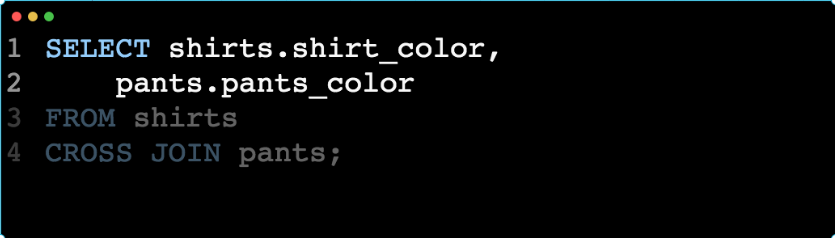 1 SELECT shirts.shirt_color,
2     pants.pants_color
3 FROM shirts
4 CROSS JOIN pants;